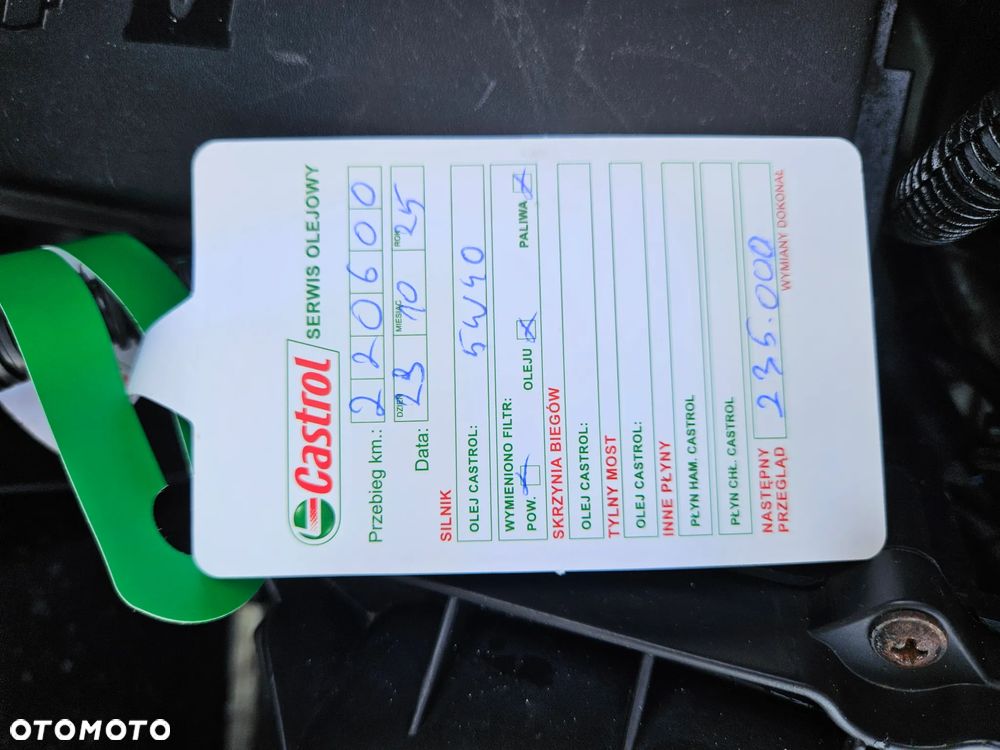 Castrol SERWIS OLEJOWY
Przebieg km.: 220600
DZIEŃ MIESIĄC ROK
Data: 23 10 25
SILNIK
OLEJ CASTROL: 5W40
WYMIENIONO FILTR:
POW. OLEJU PALIWA
SKRZYNIA BIEGÓW
OLEJ CASTROL:
TYLNY MOST
OLEJ CASTROL:
INNE PŁYNY
PŁYN HAM. CASTROL
PŁYN CHŁ. CASTROL
NASTĘPNY
PRZEGLĄD 235.000
WYMIANY DOKONAŁ
OTOMOTO